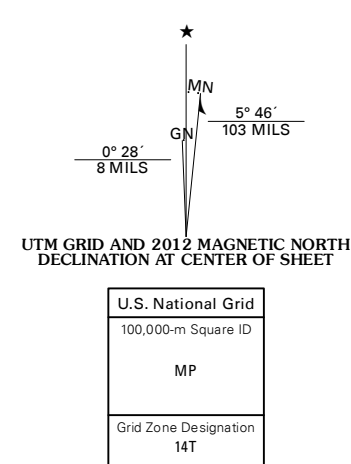 ★
MN
GN
5° 46´
103 MILS
0° 28´
8 MILS
UTM GRID AND 2012 MAGNETIC NORTH
DECLINATION AT CENTER OF SHEET
U.S. National Grid
100,000-m Square ID
MP
Grid Zone Designation
14T